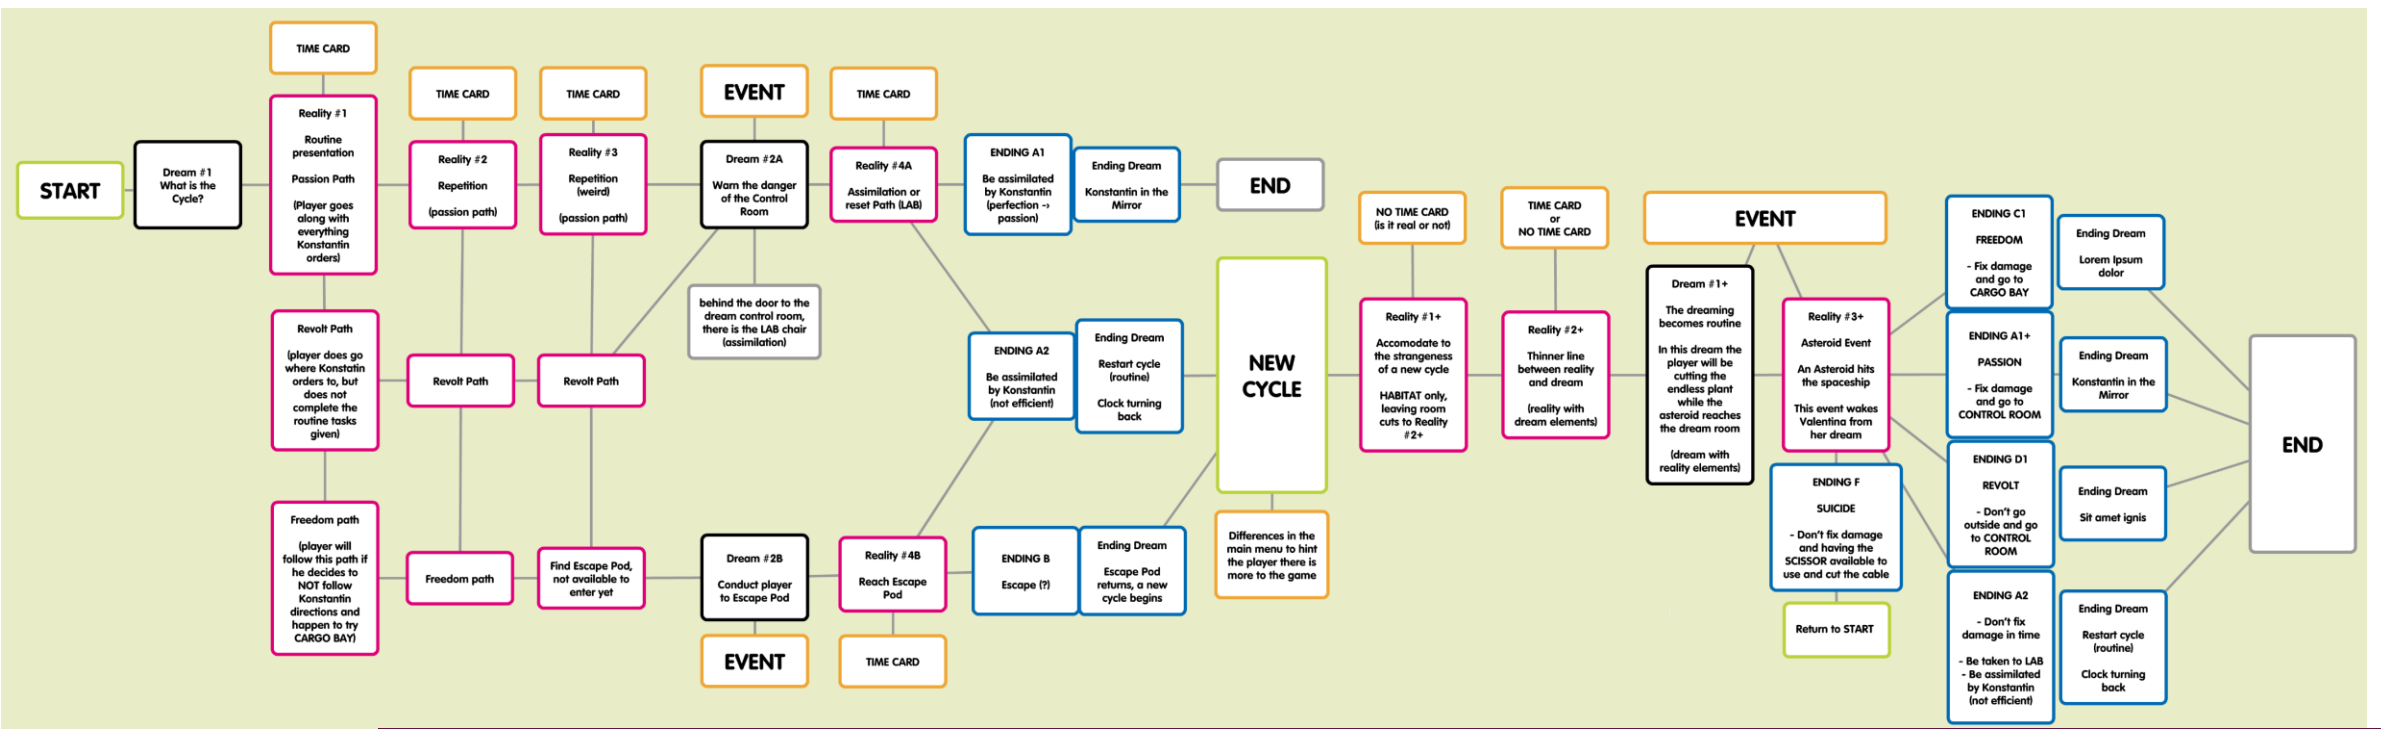 START
Dream #1
What is the
Cycle?
TIME CARD
Reality #1
Routine
presentation
Passion Path
(Player goes
along with
everything
Konstantin
orders)
Revolt Path
(player does go
where Konstatin
orders to, but
does not
complete the
routine tasks
given)
Freedom path
(player will
follow this path if
he decides to
NOT follow
Konstantin
directions and
happen to try
CARGO BAY)
TIME CARD
Reality #2
Repetition
(passion path)
Revolt Path
Freedom path
TIME CARD
Reality #3
Repetition
(weird)
(passion path)
Revolt Path
Find Escape Pod,
not available to
enter yet
EVENT
Dream #2A
Warn the danger
of the Control
Room
behind the door to the
dream control room,
there is the LAB chair
(assimilation)
Dream #2B
Conduct player
to Escape Pod
EVENT
TIME CARD
Reality #4A
Assimilation or
reset Path (LAB)
Reality #4B
Reach Escape
Pod
TIME CARD
ENDING A1
Be assimilated
by Konstantin
(perfection ->
passion)
Ending Dream
Konstantin in the
Mirror
END
ENDING A2
Be assimilated
by Konstantin
(not efficient)
Ending Dream
Restart cycle
(routine)
Clock turning
back
ENDING B
Escape (?)
Ending Dream
Escape Pod
returns, a new
cycle begins
NEW
CYCLE
Differences in the
main menu to hint
the player there is
more to the game
NO TIME CARD
(is it real or not)
Reality #1+
Accomodate to
the strangeness
of a new cycle
HABITAT only,
leaving room
cuts to Reality
#2+
TIME CARD
or
NO TIME CARD
Reality #2+
Thinner line
between reality
and dream
(reality with
dream elements)
EVENT
Dream #1+
The dreaming
becomes routine
In this dream the
player will be
cutting the
endless plant
while the
asteroid reaches
the dream room
(dream with
reality elements)
Reality #3+
Asteroid Event
An Asteroid hits
the spaceship
This event wakes
Valentina from
her dream
ENDING F
SUICIDE
- Don't fix damage
and having the
SCISSOR available to
use and cut the cable
Return to START
ENDING C1
FREEDOM
- Fix damage
and go to
CARGO BAY
Ending Dream
Lorem Ipsum
dolor
ENDING A1+
PASSION
- Fix damage
and go to
CONTROL ROOM
Ending Dream
Konstantin in the
Mirror
ENDING D1
REVOLT
- Don't go
outside and go
to CONTROL
ROOM
Ending Dream
Sit amet ignis
ENDING A2
- Don't fix
damage in time
- Be taken to LAB
- Be assimilated
by Konstantin
(not efficient)
Ending Dream
Restart cycle
(routine)
Clock turning
back
END